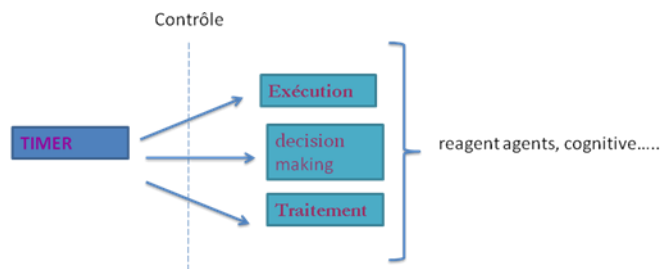 Contrôle
Exécution
TIMER
decision
making
reagent agents, cognitive.....
Traitement